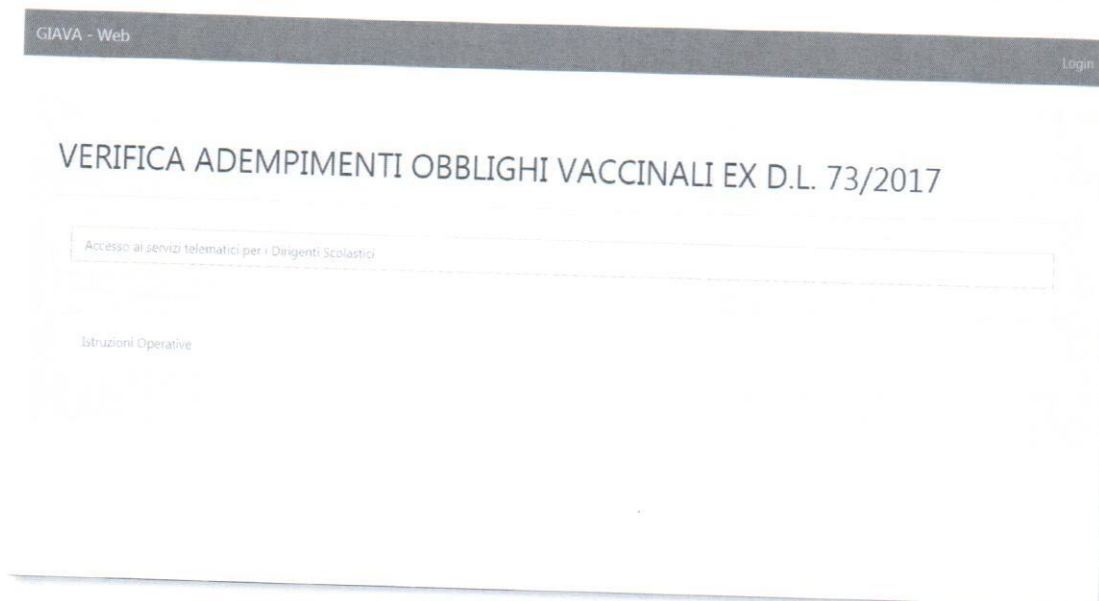 GIAVA - Web
Login
VERIFICA ADEMPIMENTI OBBLIGHI VACCINALI EX D.L. 73/2017
Accesso ai servizi telematici per i Dirigenti Scolastici
Istruzioni Operative